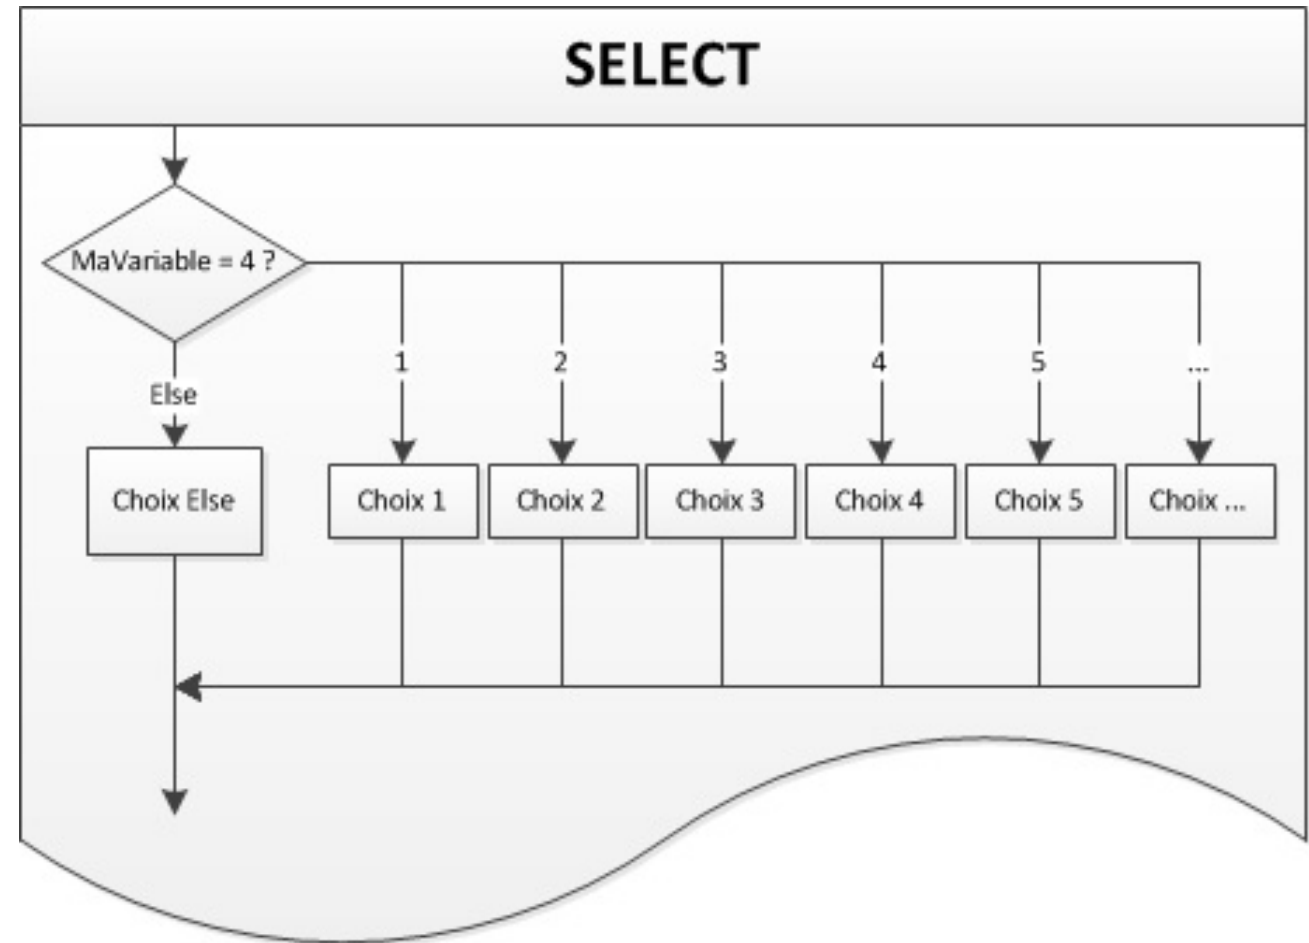 SELECT
MaVariable = 4 ?
1 2 3 4 5 ...
Else
Choix Else Choix 1 Choix 2 Choix 3 Choix 4 Choix 5 Choix ...